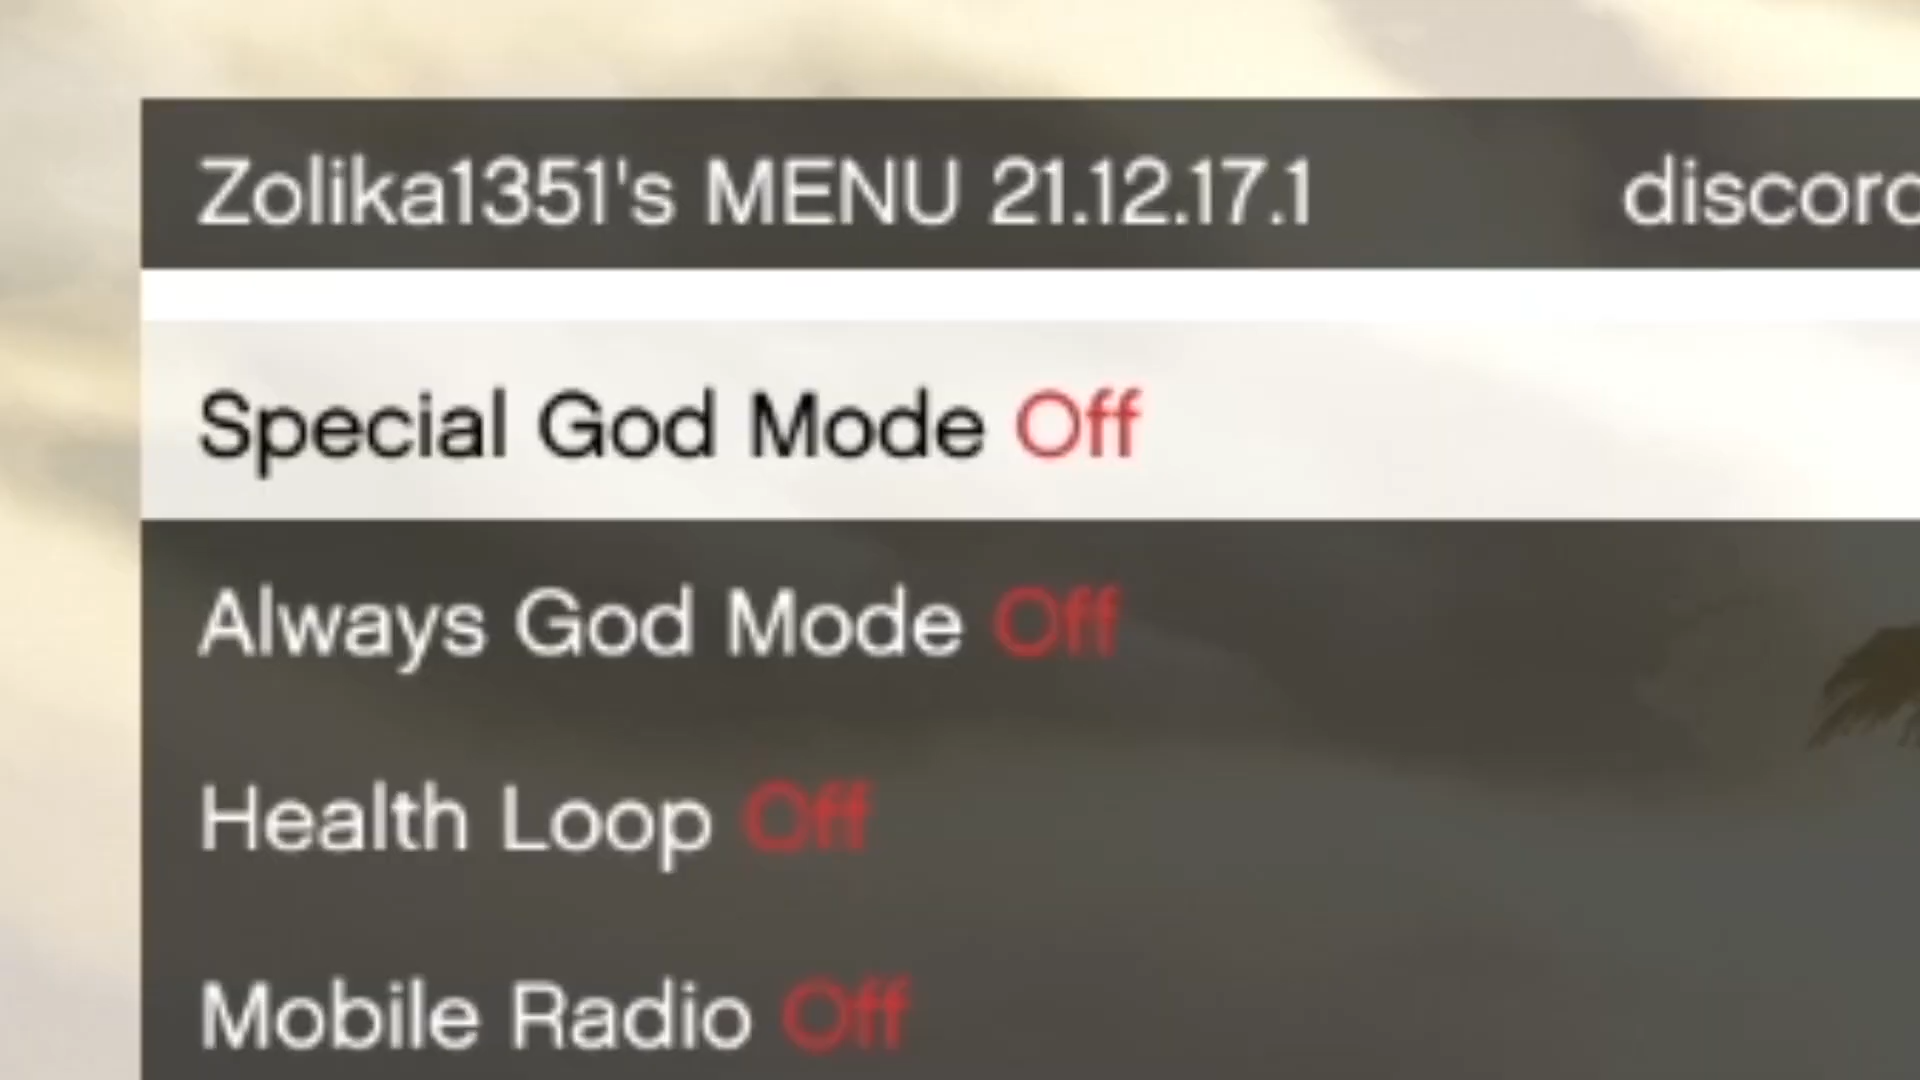 Zolika1351's MENU 21.12.17.1 discord
Special God Mode Off
Always God Mode Off
Health Loop Off
Mobile Radio Off